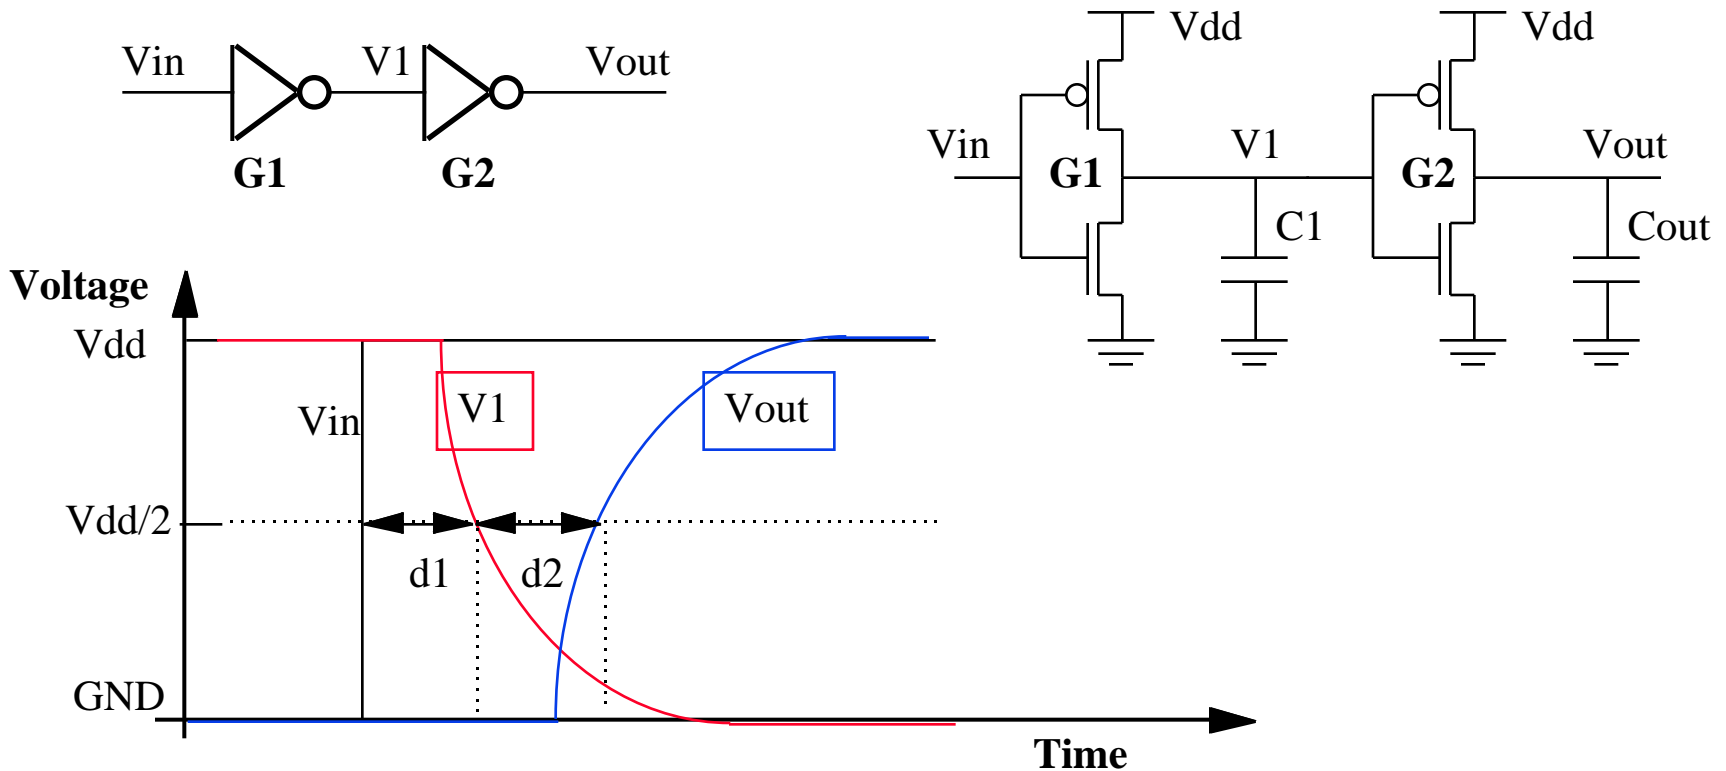 Vin V1 Vout
G1 G2
Vdd Vdd
Vin V1 Vout
G1 G2
C1 Cout
Voltage
Vdd
Vin V1 Vout
Vdd/2
d1 d2
GND
Time